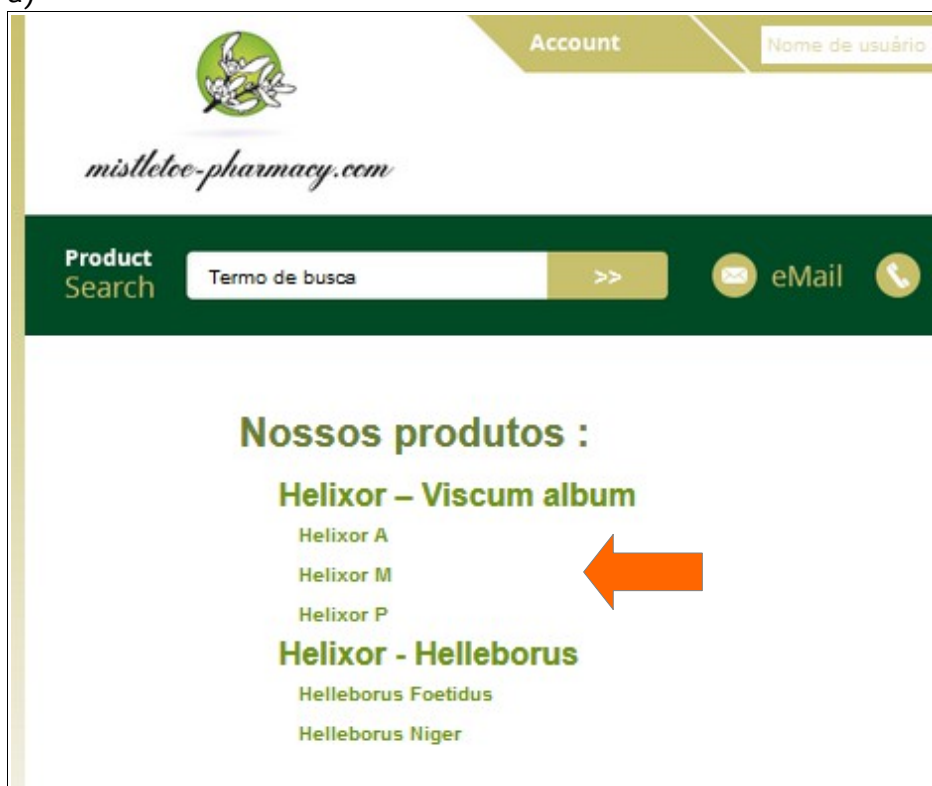 a)
Account
Nome de usuário
mistletoe-pharmacy.com
Product
Search
Termo de busca
>>
eMail
Nossos produtos :
Helixor – Viscum album
Helixor A
Helixor M
Helixor P
Helixor - Helleborus
Helleborus Foetidus
Helleborus Niger